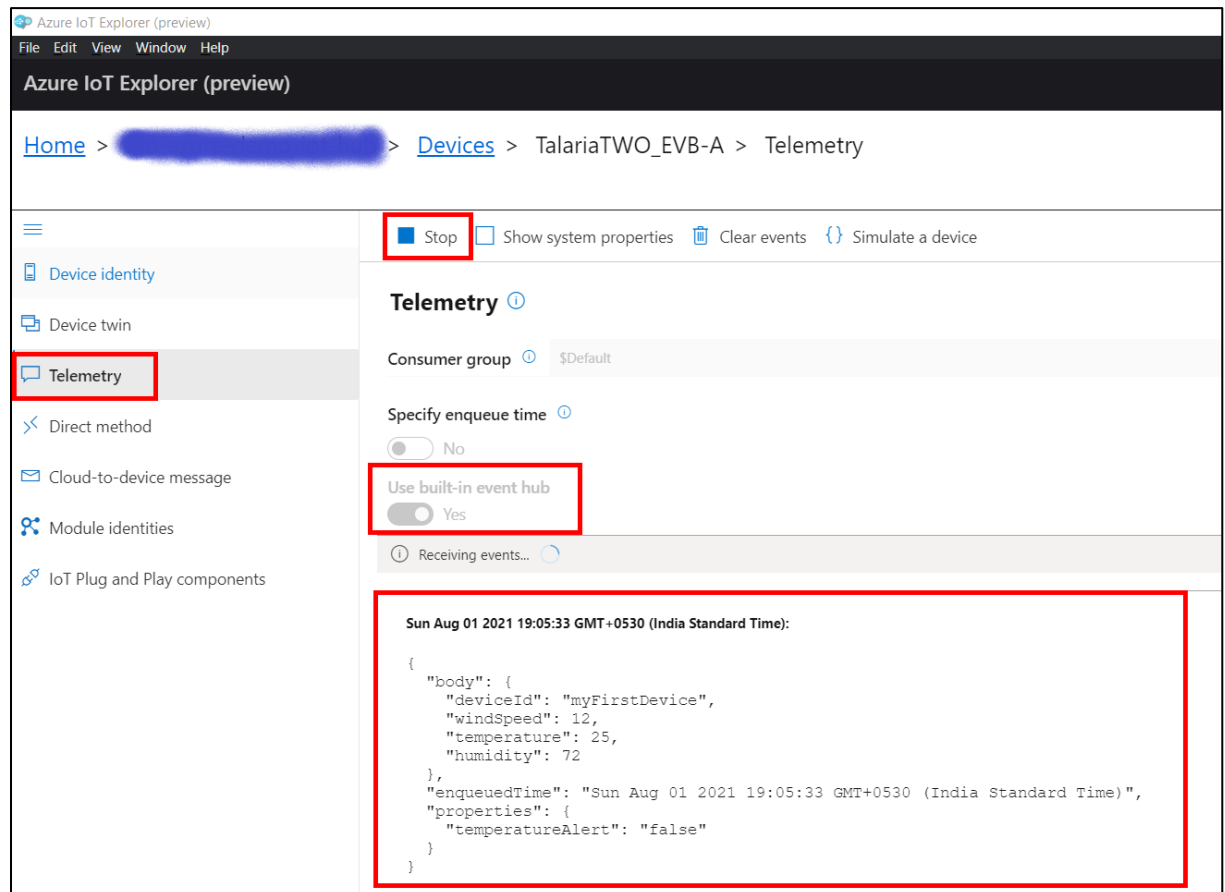 Azure IoT Explorer (preview)
File Edit View Window Help
Azure IoT Explorer (preview)
Home > > Devices > TalariaTWO_EVB-A > Telemetry
Stop Show system properties Clear events {} Simulate a device
Device identity
Device twin
Telemetry
Direct method
Cloud-to-device message
Module identities
IoT Plug and Play components
Telemetry
Consumer group $Default
Specify enqueue time
No
Use built-in event hub
Yes
Receiving events...
Sun Aug 01 2021 19:05:33 GMT+0530 (India Standard Time):
{
"body": {
"deviceId": "myFirstDevice",
"windSpeed": 12,
"temperature": 25,
"humidity": 72
},
"enqueuedTime": "Sun Aug 01 2021 19:05:33 GMT+0530 (India Standard Time)",
"properties": {
"temperatureAlert": "false"
}
}